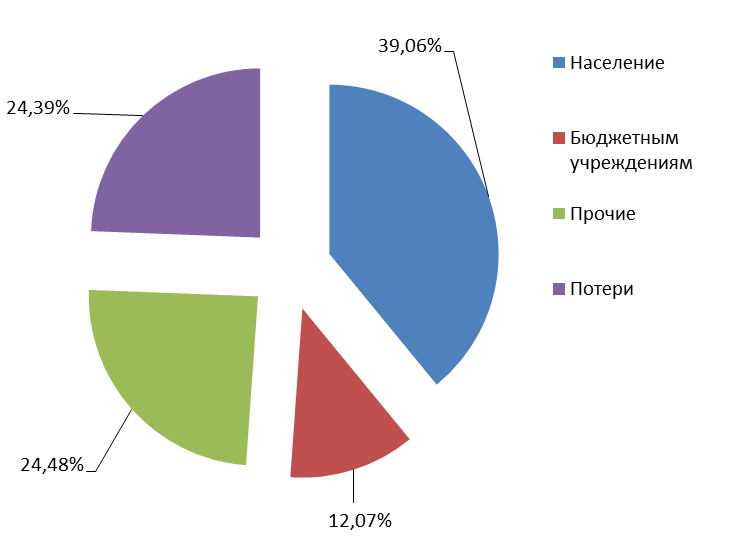 39,06%
24,39%
24,48%
12,07%
Население
Бюджетным
учреждениям
Прочие
Потери